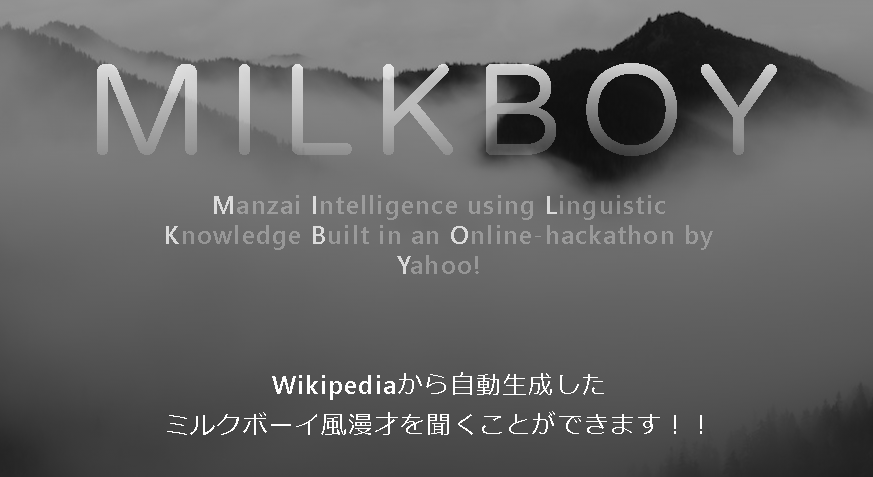 MILKBOY
Manzai Intelligence using Linguistic
Knowledge Built in an Online-hackathon by
Yahoo!
Wikipediaから自動生成した
ミルクボーイ風漫才を聞くことができます！！